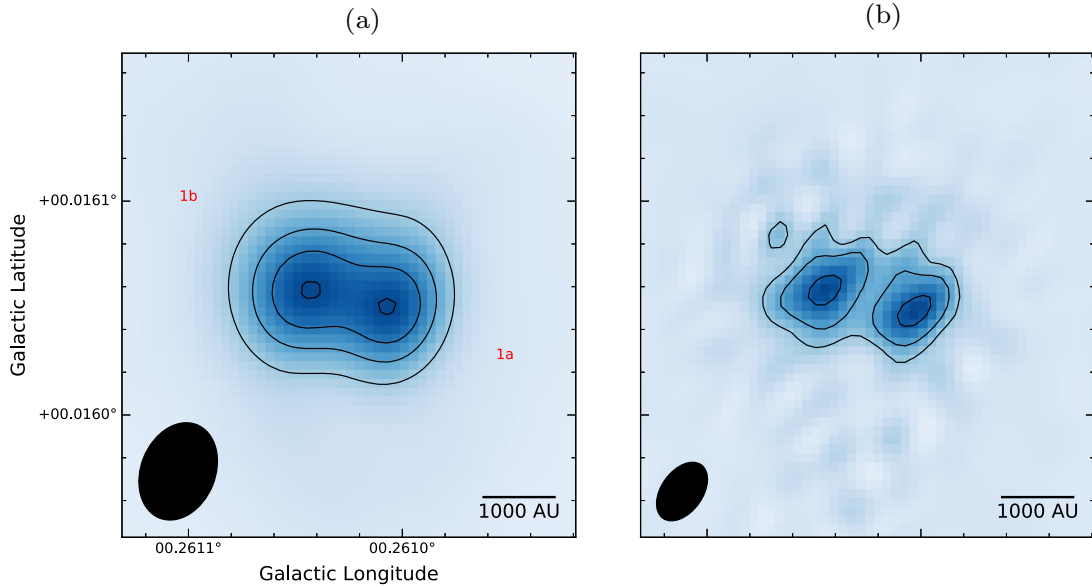 (a)
(b)
1b
+00.0161°
Galactic Latitude
1a
+00.0160°
1000 AU
1000 AU
00.2611°
00.2610°
Galactic Longitude